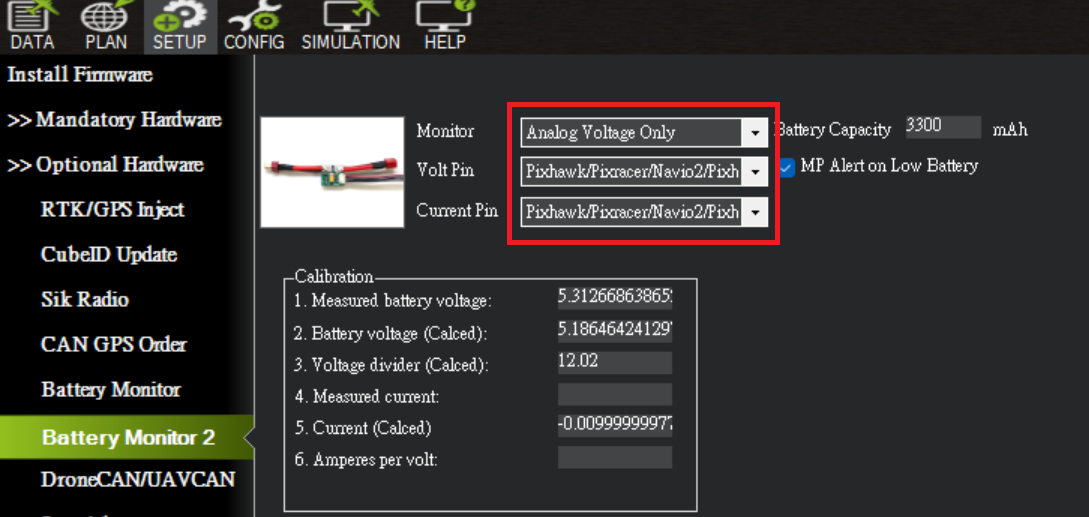 DATA PLAN SETUP CONFIG SIMULATION HELP
Install Firmware
>> Mandatory Hardware
>> Optional Hardware
RTK/GPS Inject
CubeID Update
Sik Radio
CAN GPS Order
Battery Monitor
Battery Monitor 2
DroneCAN/UAVCAN
Monitor Analog Voltage Only Battery Capacity 3300 mAh
Volt Pin Pixhawk/Pixracer/Navio2/Pixh MP Alert on Low Battery
Current Pin Pixhawk/Pixracer/Navio2/Pixh
Calibration
1. Measured battery voltage: 5.31266863865
2. Battery voltage (Calced): 5.1864642412
3. Voltage divider (Calced): 12.02
4. Measured current:
5. Current (Calced) -0.0099999997
6. Amperes per volt: